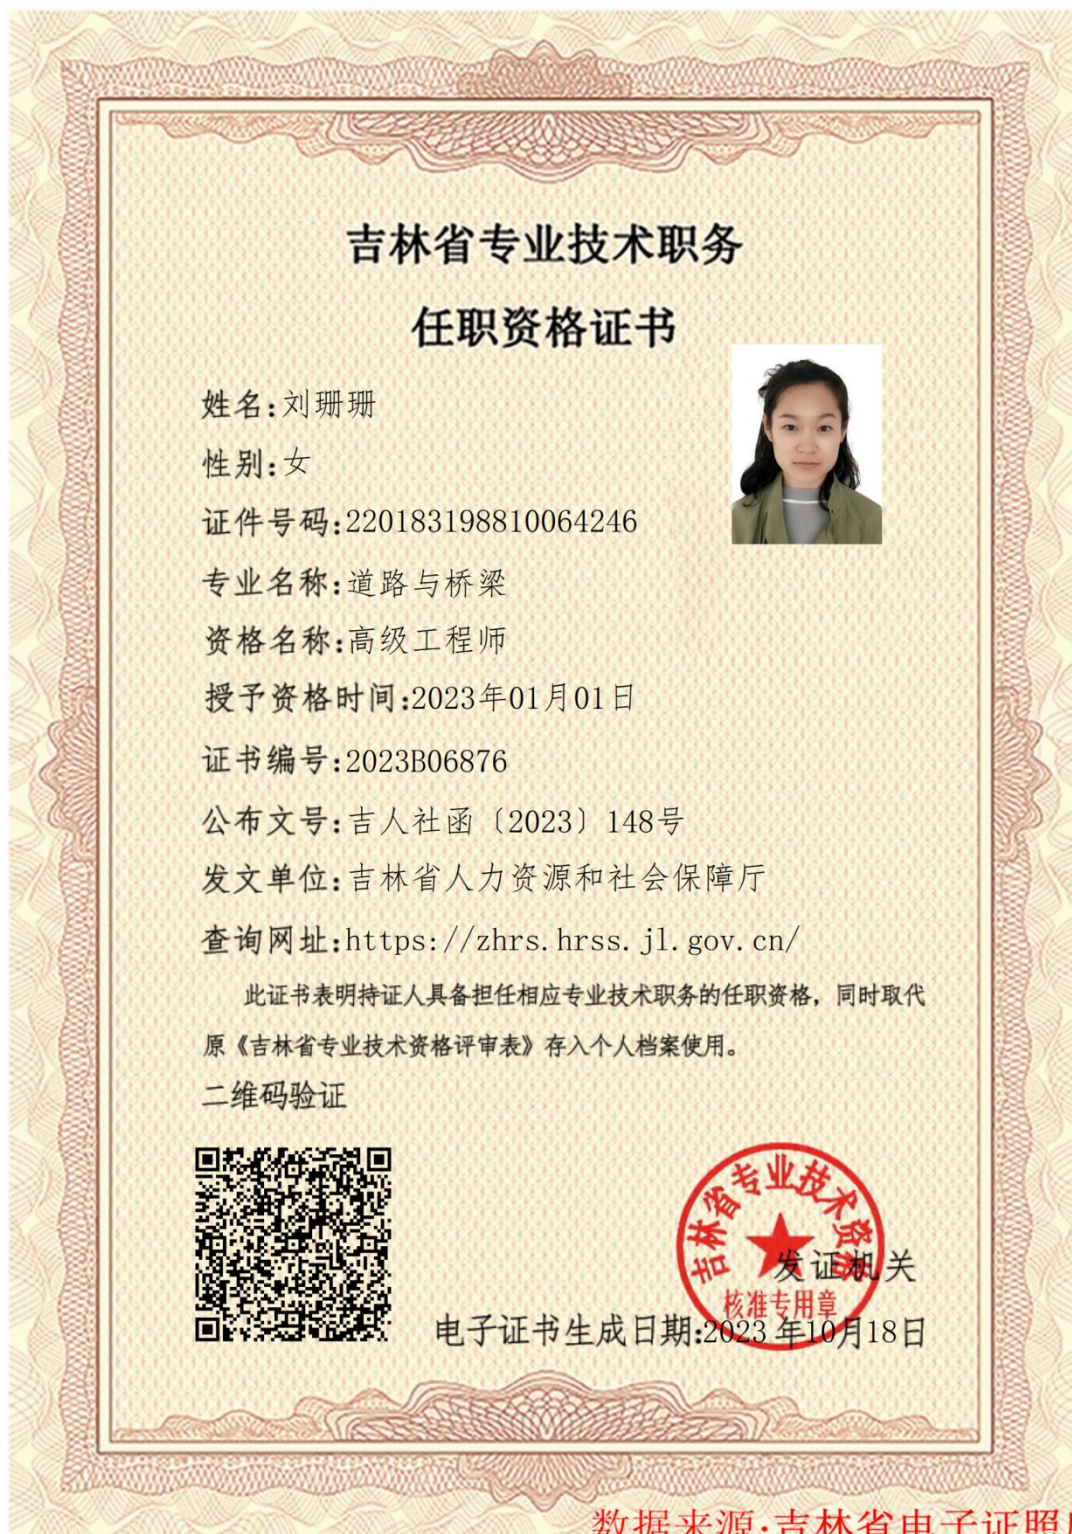 吉林省专业技术职务
任职资格证书
姓名:刘珊珊
性别:女
证件号码:220183198810064246
专业名称:道路与桥梁
资格名称:高级工程师
授予资格时间:2023年01月01日
证书编号:2023B06876
公布文号:吉人社函〔2023〕148号
发文单位:吉林省人力资源和社会保障厅
查询网址:https://zhrs.hrss.jl.gov.cn/
此证书表明持证人具备担任相应专业技术职务的任职资格，同时取代
原《吉林省专业技术资格评审表》存入个人档案使用。
二维码验证
吉林省专业技术资格
核准专用章
发证机关
电子证书生成日期:2023年10月18日
数据来源:吉林省电子证照